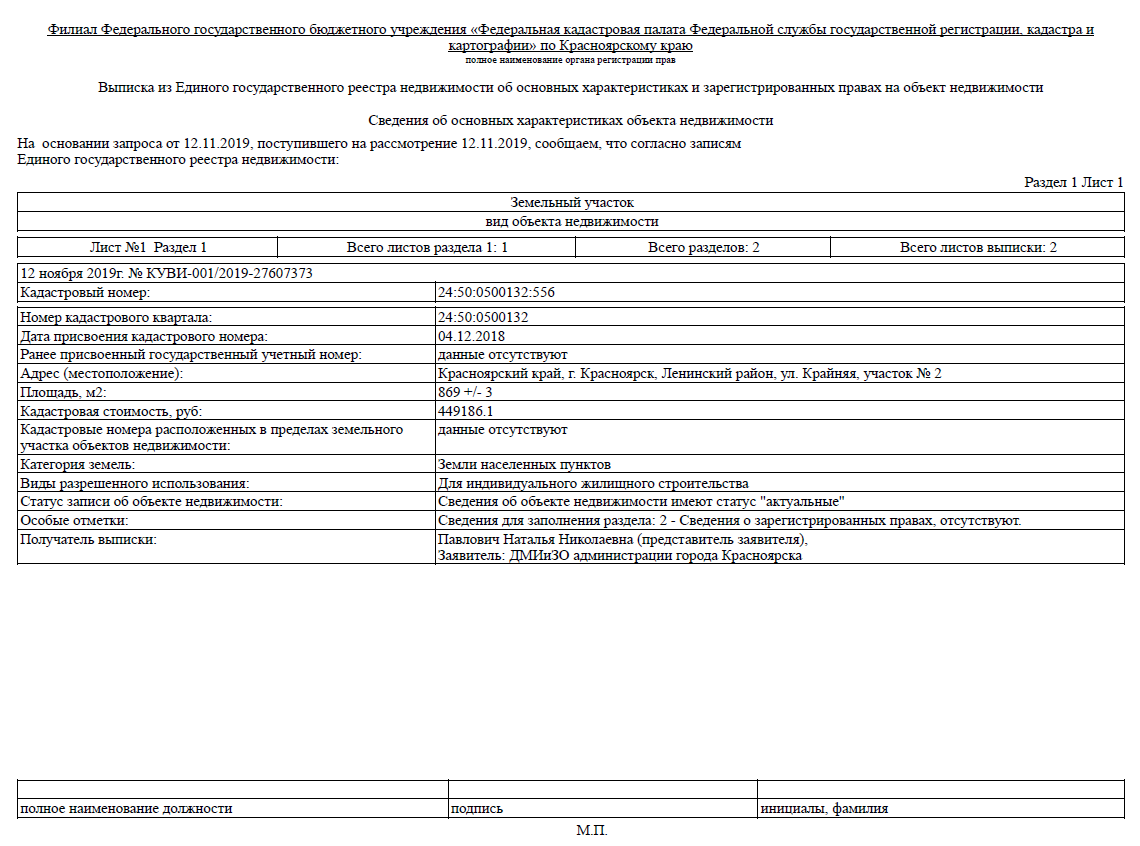 Филиал Федерального государственного бюджетного учреждения «Федеральная кадастровая палата Федеральной службы государственной регистрации, кадастра и
картографии» по Красноярскому краю
полное наименование органа регистрации прав
Выписка из Единого государственного реестра недвижимости об основных характеристиках и зарегистрированных правах на объект недвижимости
Сведения об основных характеристиках объекта недвижимости
На основании запроса от 12.11.2019, поступившего на рассмотрение 12.11.2019, сообщаем, что согласно записям
Единого государственного реестра недвижимости:
Раздел 1 Лист 1
Земельный участок
вид объекта недвижимости
Лист №1 Раздел 1 Всего листов раздела 1: 1 Всего разделов: 2 Всего листов выписки: 2
12 ноября 2019г. № КУВИ-001/2019-27607373
Кадастровый номер: 24:50:0500132:556
Номер кадастрового квартала: 24:50:0500132
Дата присвоения кадастрового номера: 04.12.2018
Ранее присвоенный государственный учетный номер: данные отсутствуют
Адрес (местоположение): Красноярский край, г. Красноярск, Ленинский район, ул. Крайняя, участок № 2
Площадь, м2: 869 +/- 3
Кадастровая стоимость, руб: 449186.1
Кадастровые номера расположенных в пределах земельного данные отсутствуют
участка объектов недвижимости:
Категория земель: Земли населенных пунктов
Виды разрешенного использования: Для индивидуального жилищного строительства
Статус записи об объекте недвижимости: Сведения об объекте недвижимости имеют статус "актуальные"
Особые отметки: Сведения для заполнения раздела: 2 - Сведения о зарегистрированных правах, отсутствуют.
Получатель выписки: Павлович Наталья Николаевна (представитель заявителя),
Заявитель: ДМИиЗО администрации города Красноярска
полное наименование должности подпись инициалы, фамилия
М.П.